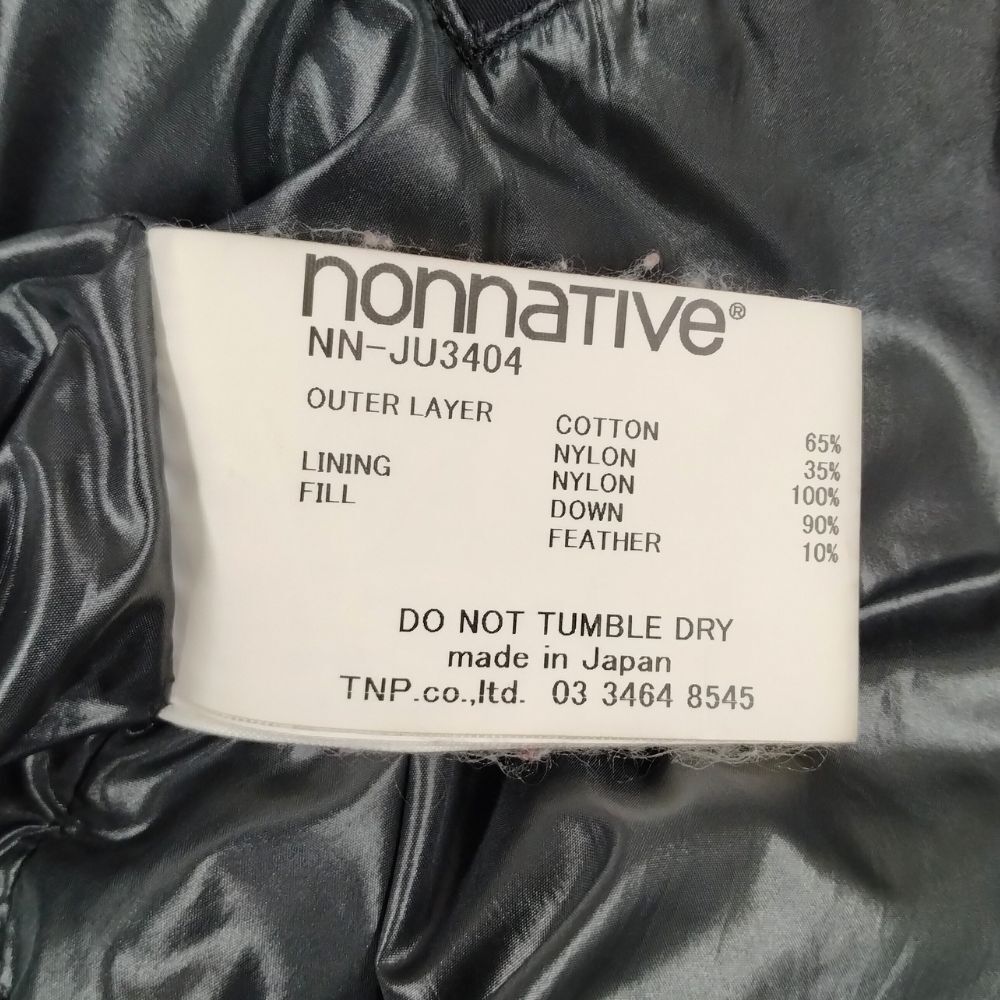 nonnaTIVe®
NN-JU3404
OUTER LAYER COTTON 65%
NYLON 35%
LINING NYLON 100%
FILL DOWN 90%
FEATHER 10%
DO NOT TUMBLE DRY
made in Japan
TNP.co.,ltd. 03 3464 8545